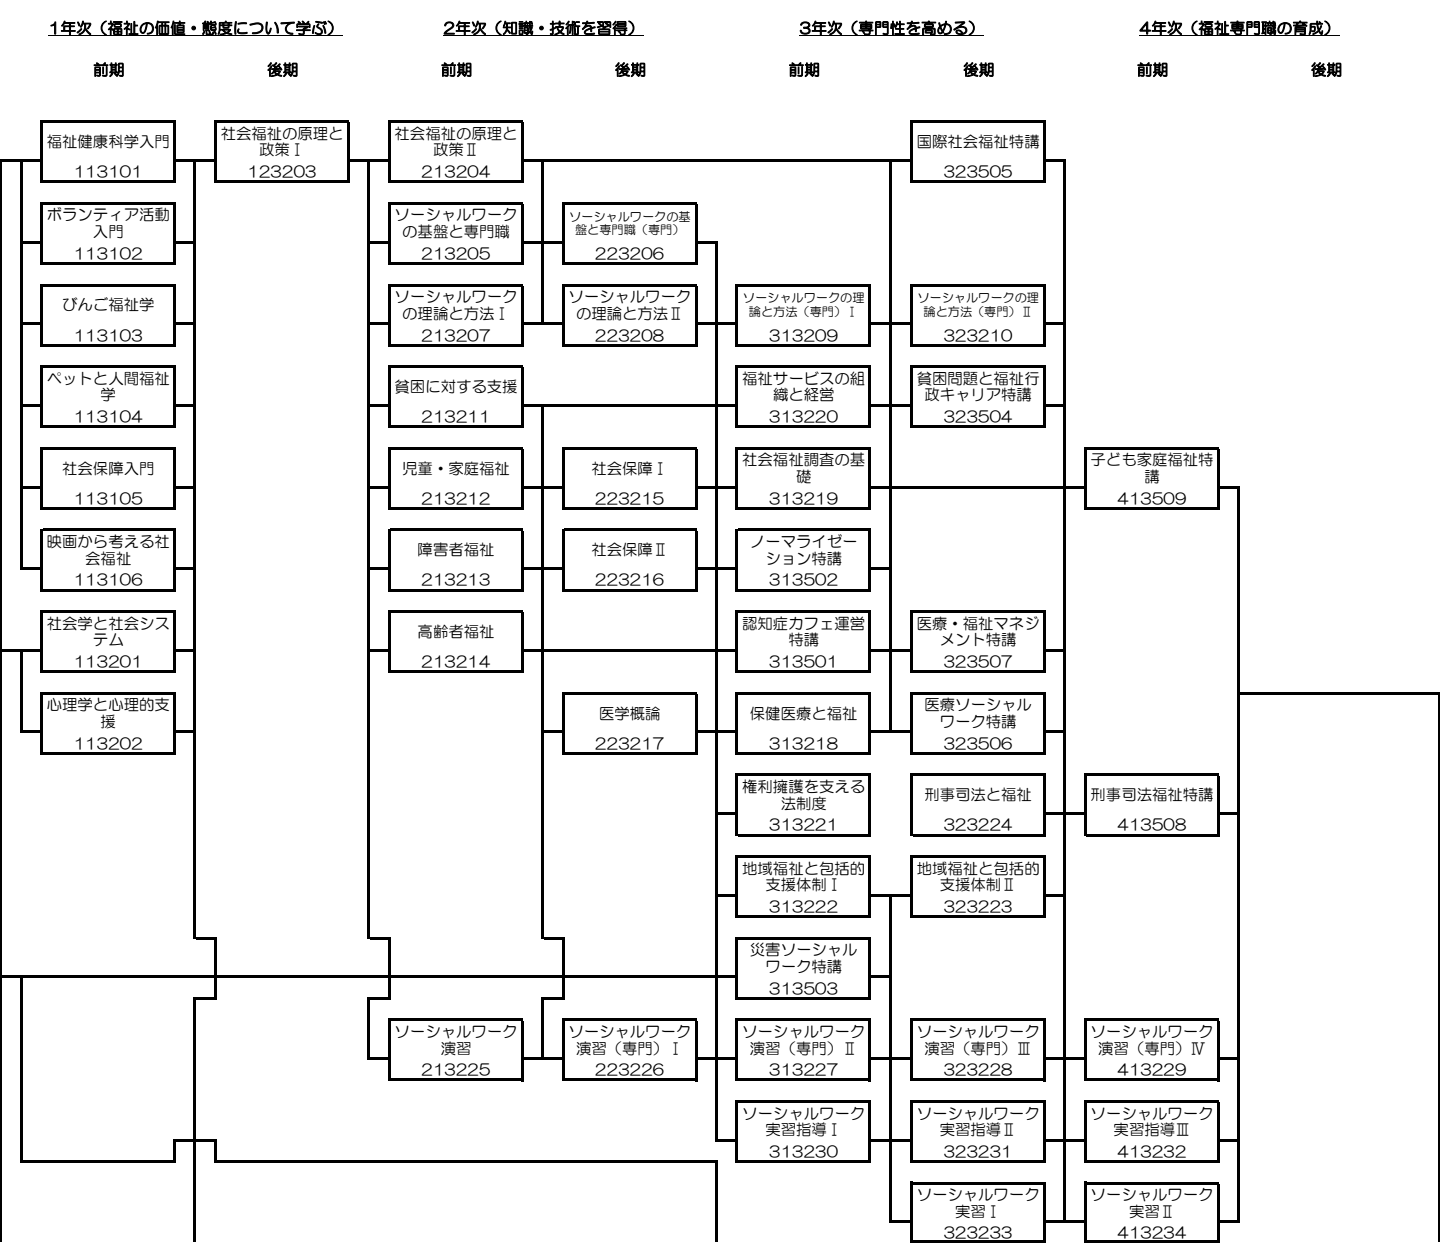 1年次（福祉の価値・態度について学ぶ）
2年次（知識・技術を習得）
3年次（専門性を高める）
4年次（福祉専門職の育成）
前期
後期
前期
後期
前期
後期
前期
後期
福祉健康科学入門
113101
社会福祉の原理と
政策Ⅰ
123203
社会福祉の原理と
政策Ⅱ
213204
国際社会福祉特講
323505
ボランティア活動
入門
113102
ソーシャルワーク
の基盤と専門職
213205
ソーシャルワークの基
盤と専門職（専門）
223206
びんご福祉学
113103
ソーシャルワーク
の理論と方法Ⅰ
213207
ソーシャルワーク
の理論と方法Ⅱ
223208
ソーシャルワークの理
論と方法（専門）Ⅰ
313209
ソーシャルワークの理
論と方法（専門）Ⅱ
323210
ペットと人間福祉
学
113104
貧困に対する支援
213211
福祉サービスの組
織と経営
313220
貧困問題と福祉行
政キャリア特講
323504
社会保障入門
113105
児童・家庭福祉
213212
社会保障Ⅰ
223215
社会福祉調査の基
礎
313219
子ども家庭福祉特
講
413509
映画から考える社
会福祉
113106
障害者福祉
213213
社会保障Ⅱ
223216
ノーマライゼー
ション特講
313502
社会学と社会シス
テム
113201
高齢者福祉
213214
認知症カフェ運営
特講
313501
医療・福祉マネジ
メント特講
323507
心理学と心理的支
援
113202
医学概論
223217
保健医療と福祉
313218
医療ソーシャル
ワーク特講
323506
権利擁護を支える
法制度
313221
刑事司法と福祉
323224
刑事司法福祉特講
413508
地域福祉と包括的
支援体制Ⅰ
313222
地域福祉と包括的
支援体制Ⅱ
323223
災害ソーシャル
ワーク特講
313503
ソーシャルワーク
演習
213225
ソーシャルワーク
演習（専門）Ⅰ
223226
ソーシャルワーク
演習（専門）Ⅱ
313227
ソーシャルワーク
演習（専門）Ⅲ
323228
ソーシャルワーク
演習（専門）Ⅳ
413229
ソーシャルワーク
実習指導Ⅰ
313230
ソーシャルワーク
実習指導Ⅱ
323231
ソーシャルワーク
実習指導Ⅲ
413232
ソーシャルワーク
実習Ⅰ
323233
ソーシャルワーク
実習Ⅱ
413234